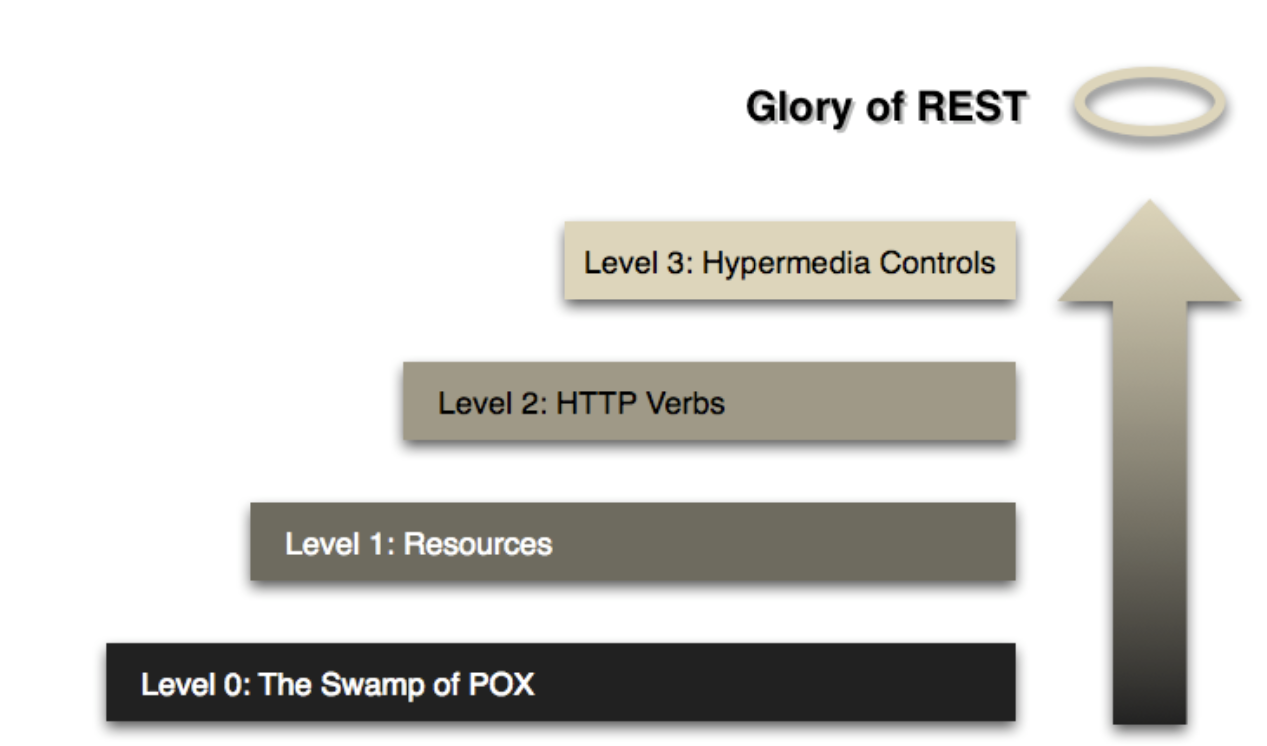 Glory of REST
Level 3: Hypermedia Controls
Level 2: HTTP Verbs
Level 1: Resources
Level 0: The Swamp of POX